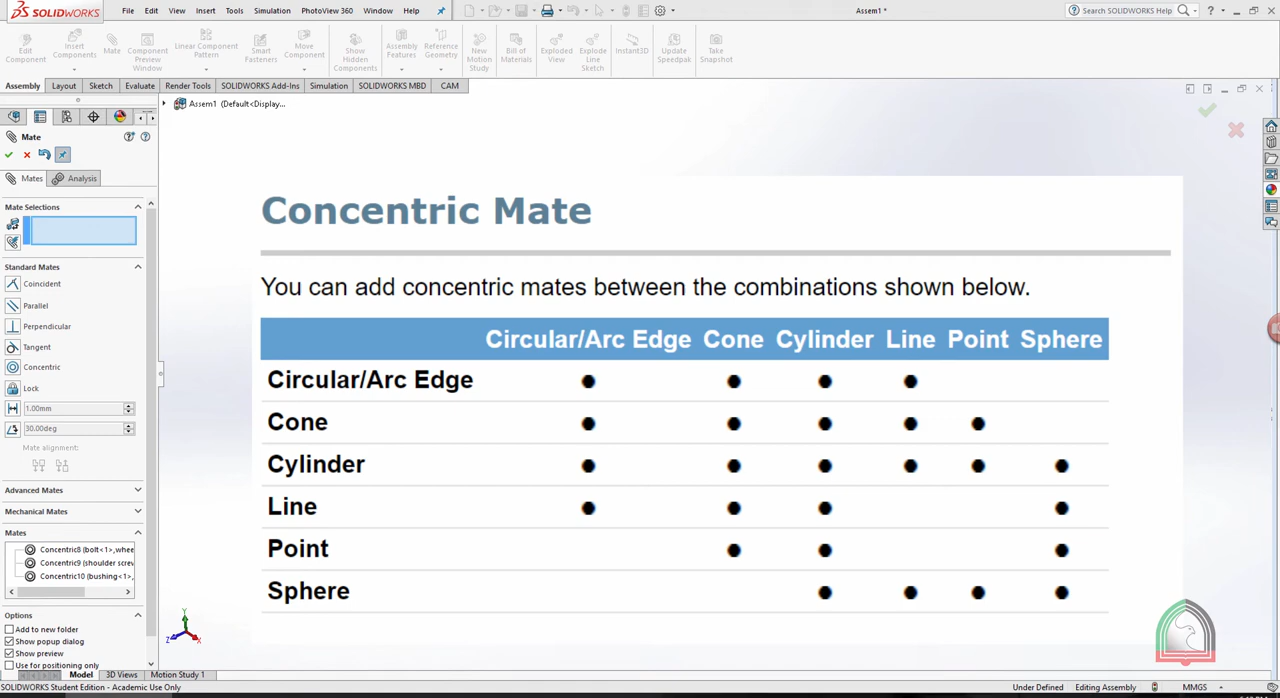 SOLIDWORKS File Edit View Insert Tools Simulation PhotoView 360 Window Help Assem1 * Search SOLIDWORKS Help
Edit Component
Insert Components
Mate
Component Preview Window
Linear Component Pattern
Smart Fasteners
Move Component
Show Hidden Components
Assembly Features
Reference Geometry
New Motion Study
Bill of Materials
Exploded View
Explode Line Sketch
Instant3D
Update Speedpak
Take Snapshot
Assembly Layout Sketch Evaluate Render Tools SOLIDWORKS Add-Ins Simulation SOLIDWORKS MBD CAM
Assem1 (Default<Display...
Mate
Mates Analysis
Mate Selections
Standard Mates
Coincident
Parallel
Perpendicular
Tangent
Concentric
Lock
1.00mm
30.00deg
Mate alignment:
Advanced Mates
Mechanical Mates
Mates
Concentric8 (bolt<1>,whee
Concentric9 (shoulder screw
Concentric10 (bushing<1>,
Options
Add to new folder
Show popup dialog
Show preview
Use for positioning only
Concentric Mate
You can add concentric mates between the combinations shown below.
Circular/Arc Edge Cone Cylinder Line Point Sphere
Circular/Arc Edge
Cone
Cylinder
Line
Point
Sphere
Z Y X
Model 3D Views Motion Study 1
SOLIDWORKS Student Edition - Academic Use Only Under Defined Editing Assembly MMGS